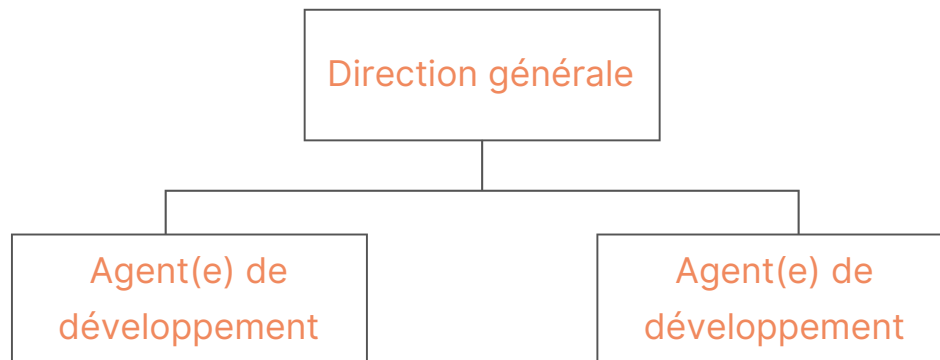 Direction générale
Agent(e) de
développement
Agent(e) de
développement